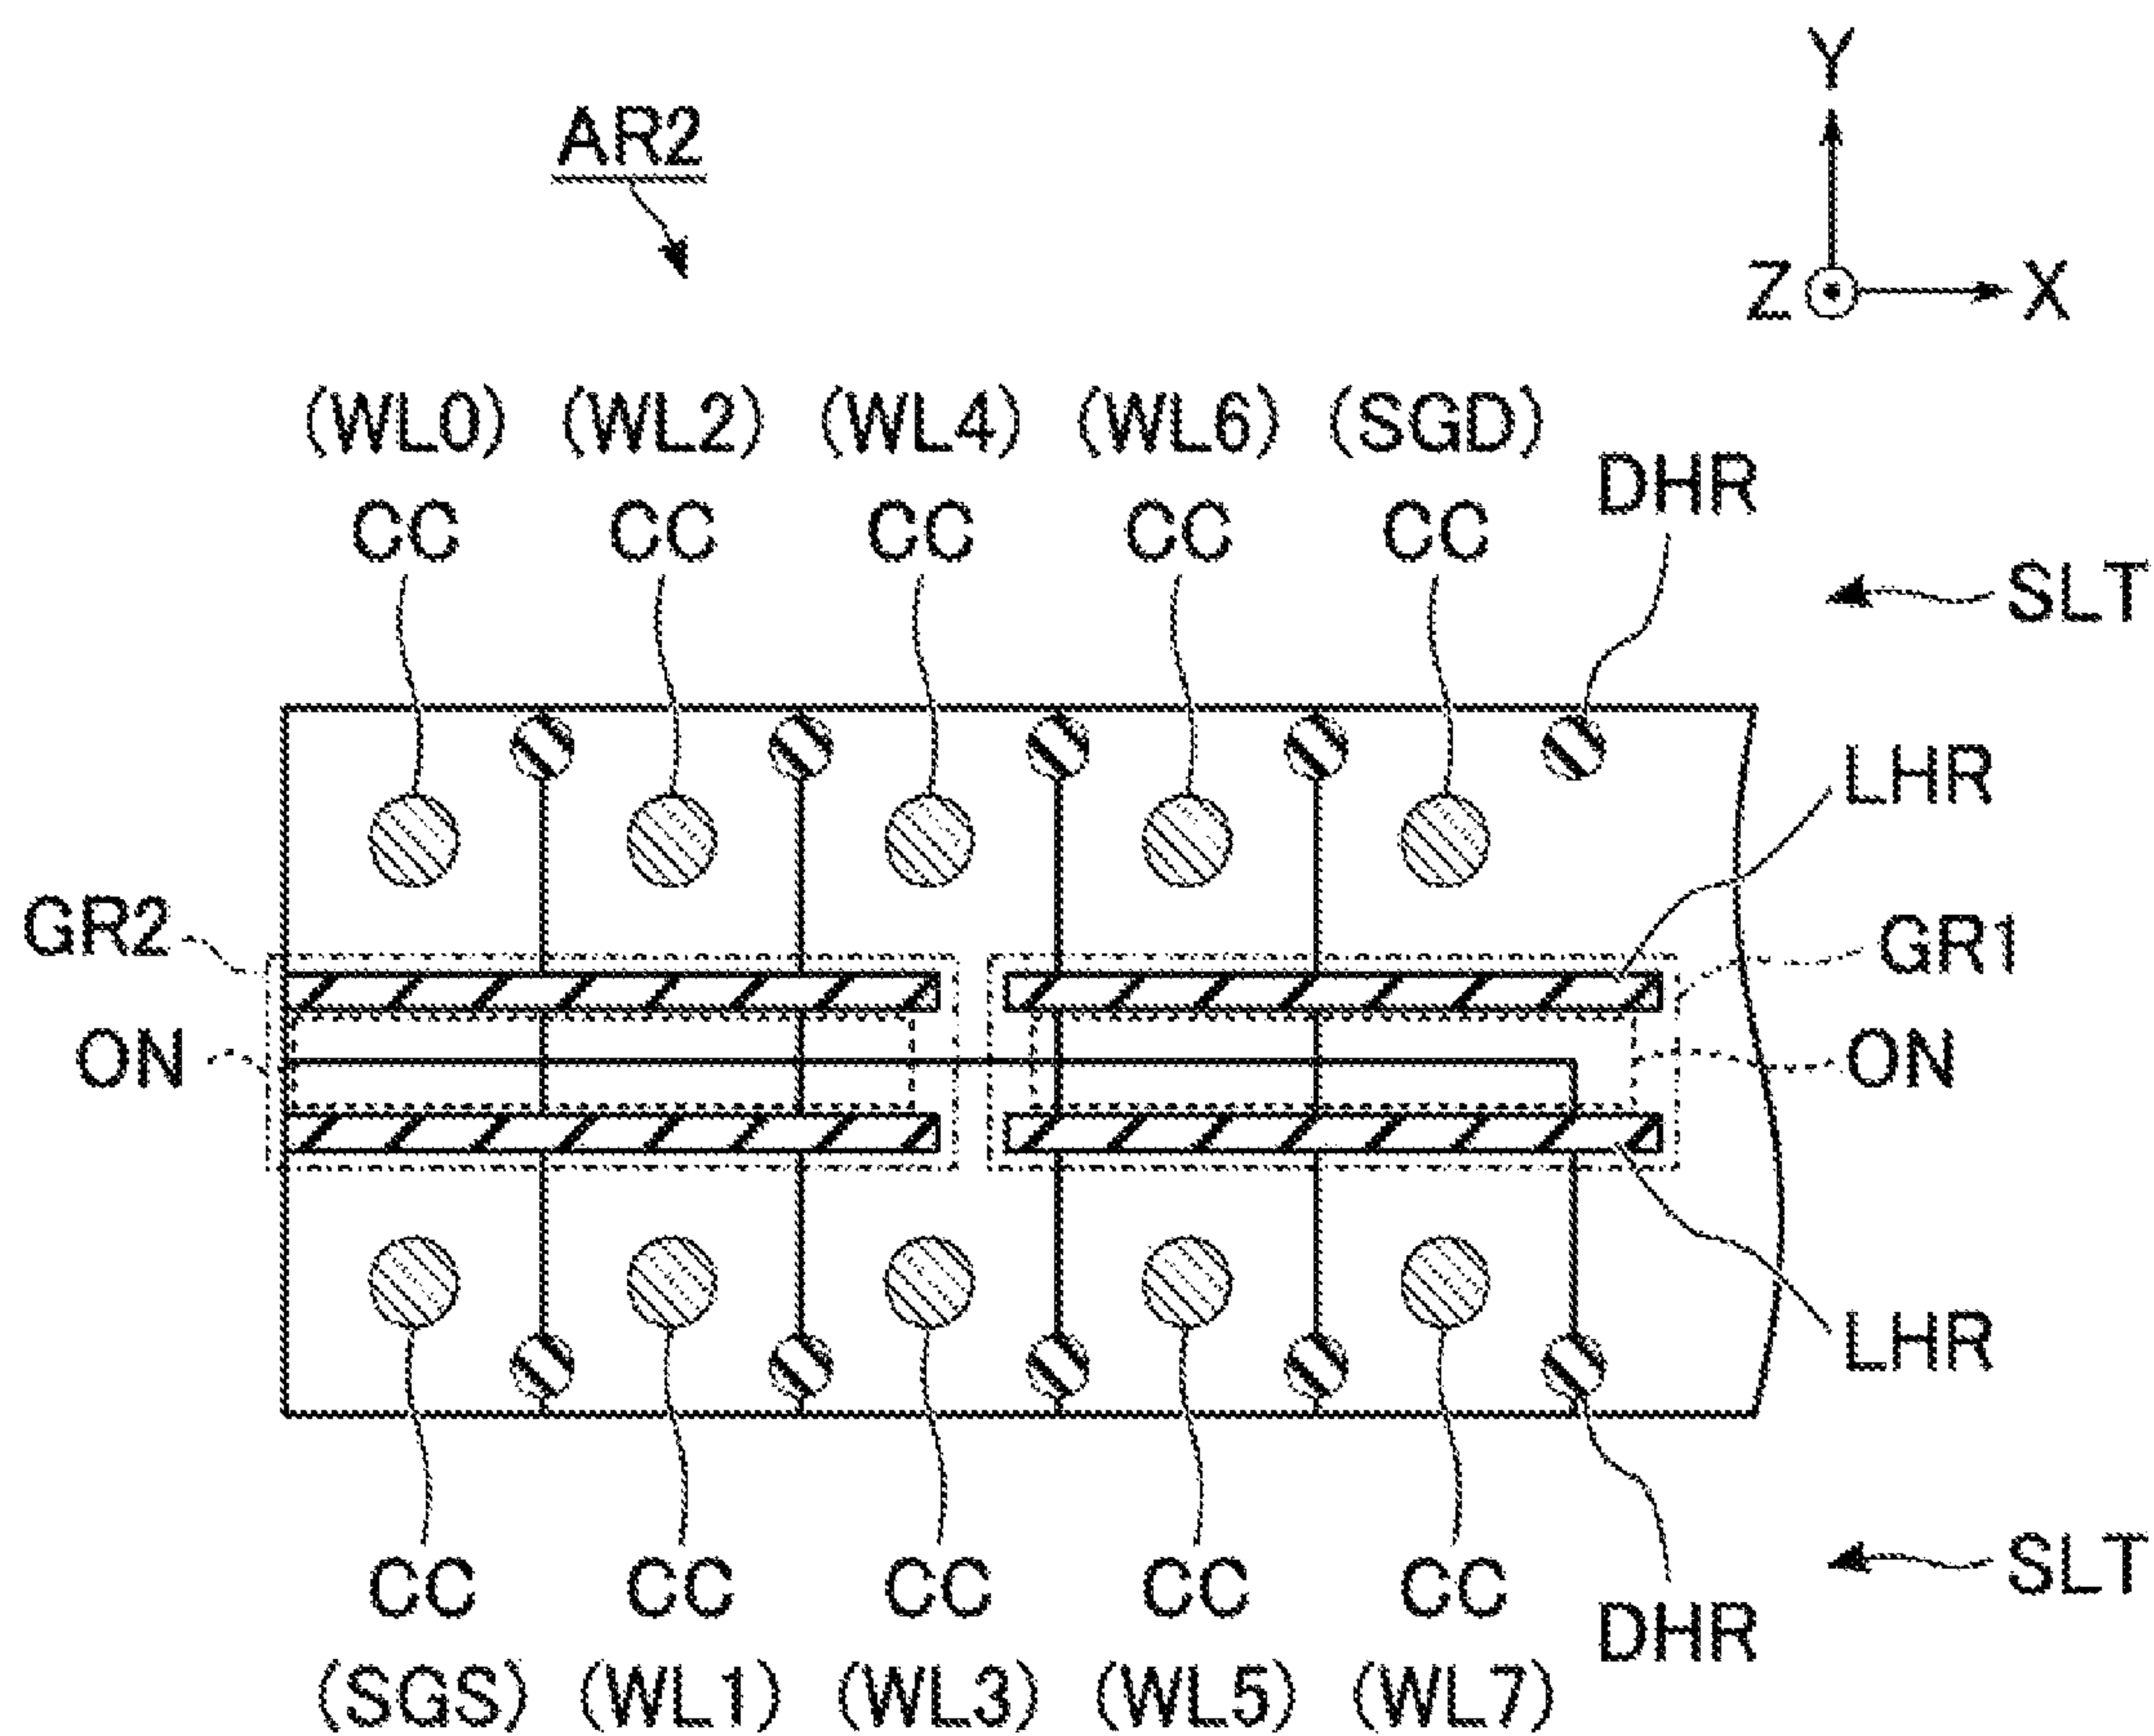 Y
AR2
Z X
(WL0) (WL2) (WL4) (WL6) (SGD)
DHR
CC CC CC CC CC
SLT
LHR
GR2
GR1
ON
ON
LHR
CC CC CC CC CC
SLT
DHR
(SGS) (WL1) (WL3) (WL5) (WL7)